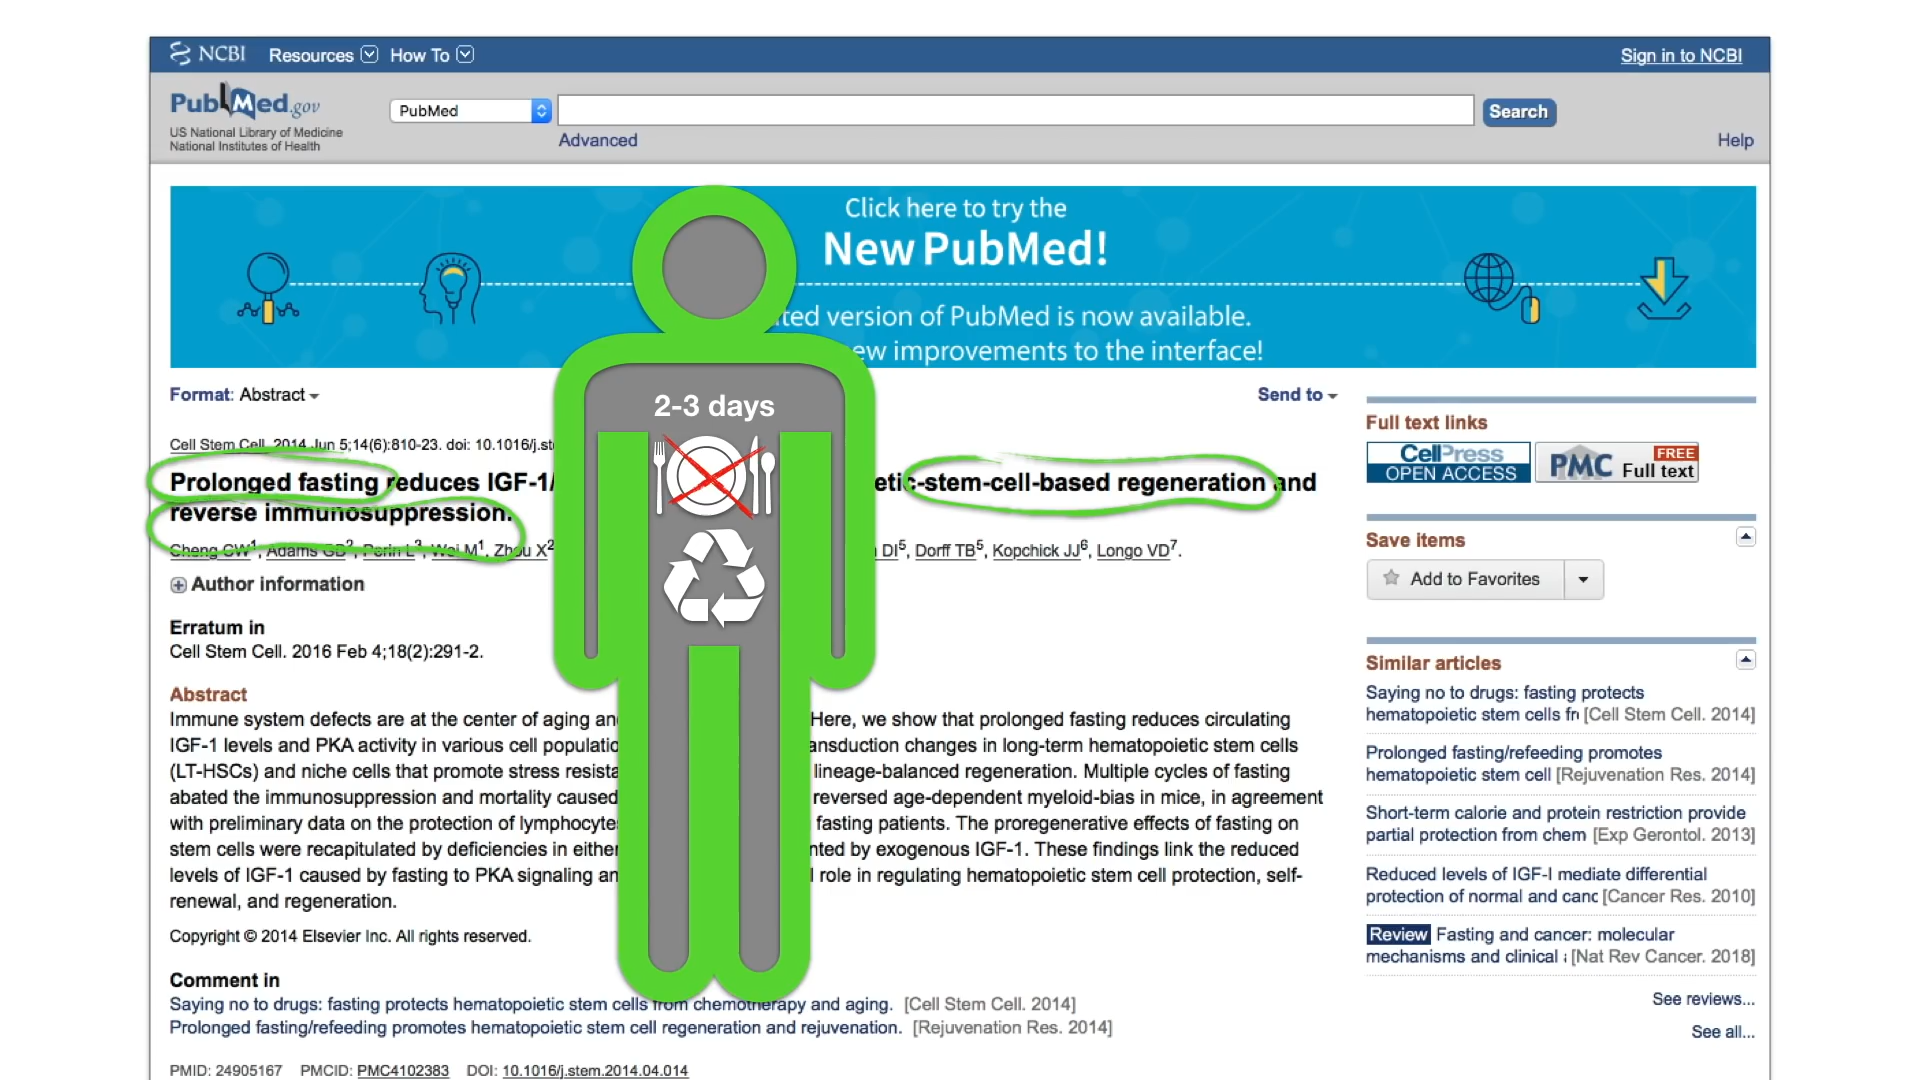 NCBI Resources How To Sign in to NCBI
PubMed.gov
US National Library of Medicine
National Institutes of Health
PubMed
Search
Advanced
Help
Click here to try the
New PubMed!
version of PubMed is now available.
improvements to the interface!
Format: Abstract
Send to
Cell Stem Cell. 2014 Jun 5;14(6):810-23. doi: 10.1016/j.st
Prolonged fasting reduces IGF-1/ etic-stem-cell-based regeneration and
reverse immunosuppression.
Cheng CW1, Adams GB2, Perin L3, Wei M1, Zhou X2 DI5, Dorff TB5, Kopchick JJ6, Longo VD7.
Author information
Erratum in
Cell Stem Cell. 2016 Feb 4;18(2):291-2.
Abstract
Immune system defects are at the center of aging an Here, we show that prolonged fasting reduces circulating
IGF-1 levels and PKA activity in various cell populatio ansduction changes in long-term hematopoietic stem cells
(LT-HSCs) and niche cells that promote stress resista lineage-balanced regeneration. Multiple cycles of fasting
abated the immunosuppression and mortality caused reversed age-dependent myeloid-bias in mice, in agreement
with preliminary data on the protection of lymphocyte fasting patients. The proregenerative effects of fasting on
stem cells were recapitulated by deficiencies in either nted by exogenous IGF-1. These findings link the reduced
levels of IGF-1 caused by fasting to PKA signaling an role in regulating hematopoietic stem cell protection, self-
renewal, and regeneration.
Copyright © 2014 Elsevier Inc. All rights reserved.
Comment in
Saying no to drugs: fasting protects hematopoietic stem cells from chemotherapy and aging. [Cell Stem Cell. 2014]
Prolonged fasting/refeeding promotes hematopoietic stem cell regeneration and rejuvenation. [Rejuvenation Res. 2014]
PMID: 24905167 PMCID: PMC4102383 DOI: 10.1016/j.stem.2014.04.014
2-3 days
Full text links
CellPress
OPEN ACCESS
PMC FREE
Full text
Save items
Add to Favorites
Similar articles
Saying no to drugs: fasting protects
hematopoietic stem cells fr [Cell Stem Cell. 2014]
Prolonged fasting/refeeding promotes
hematopoietic stem cell [Rejuvenation Res. 2014]
Short-term calorie and protein restriction provide
partial protection from chem [Exp Gerontol. 2013]
Reduced levels of IGF-I mediate differential
protection of normal and canc [Cancer Res. 2010]
Review Fasting and cancer: molecular
mechanisms and clinical [Nat Rev Cancer. 2018]
See reviews...
See all...